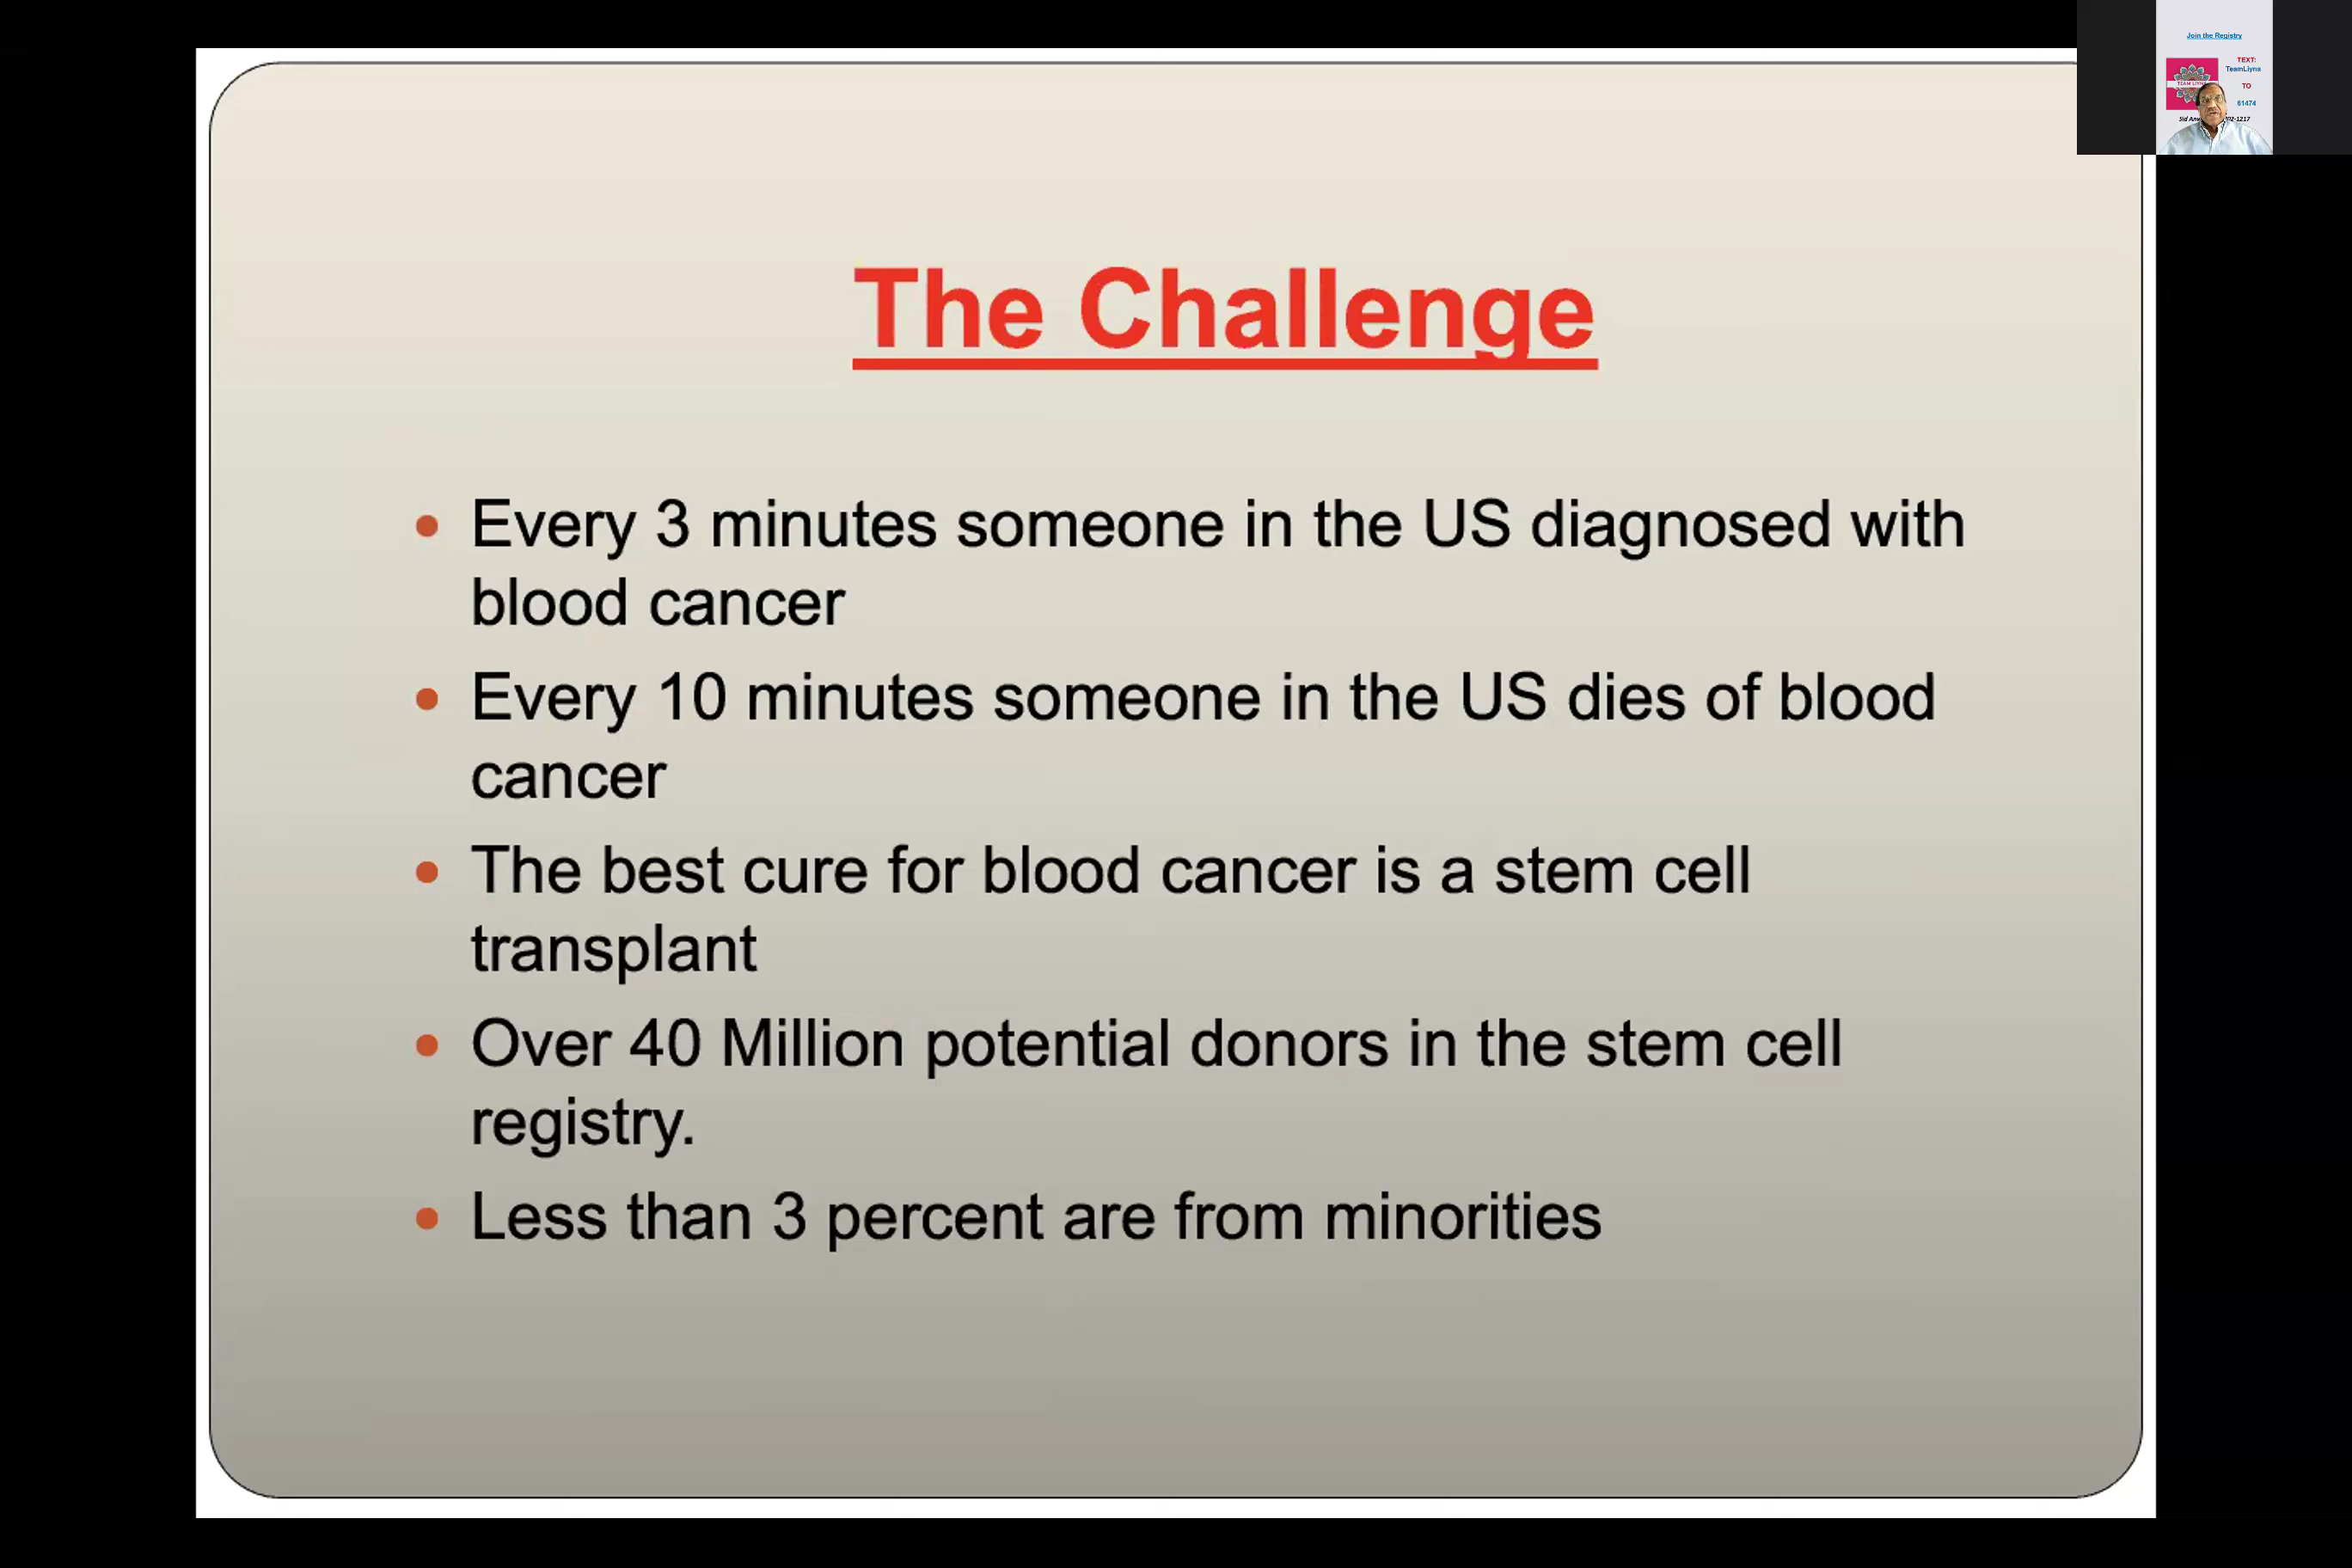 The Challenge
• Every 3 minutes someone in the US diagnosed with
blood cancer
• Every 10 minutes someone in the US dies of blood
cancer
• The best cure for blood cancer is a stem cell
transplant
• Over 40 Million potential donors in the stem cell
registry.
• Less than 3 percent are from minorities
Join the Registry
TEXT:
TeamLiyna
TO
61474